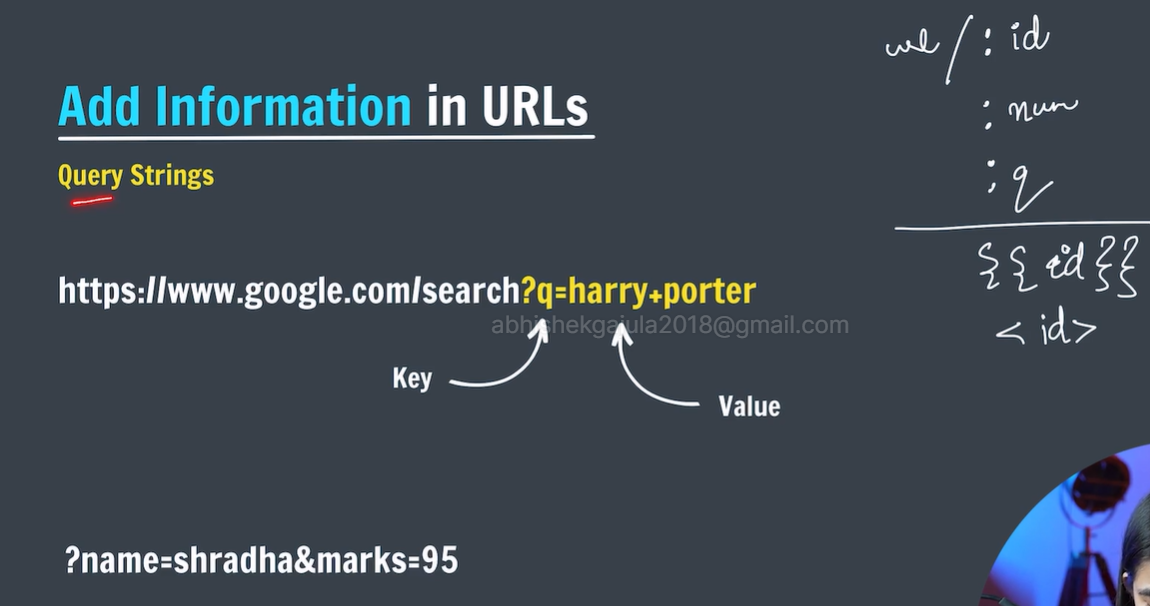 Add Information in URLs
Query Strings
https://www.google.com/search?q=harry+porter
abhishekgajula2018@gmail.com
Key
Value
?name=shradha&marks=95
url / : id
: num
: q
{{id}}
<id>